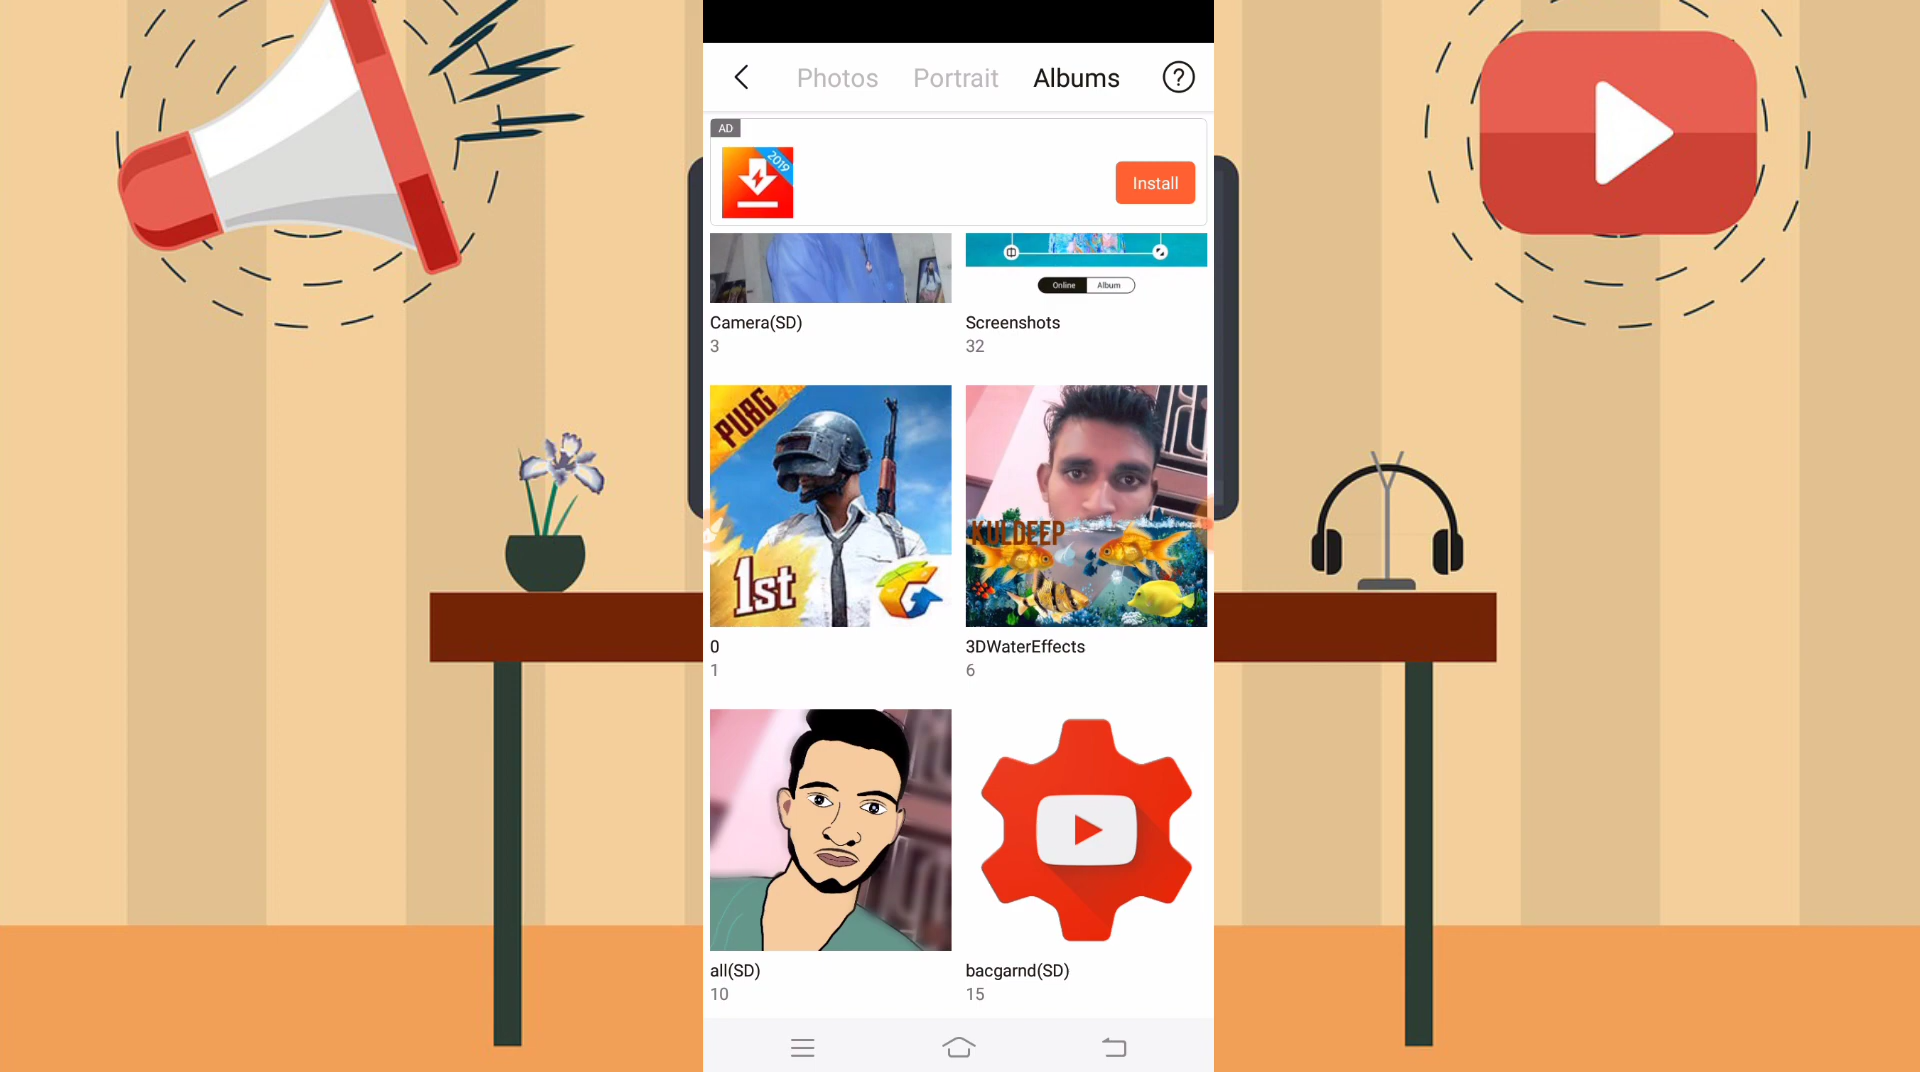 Photos Portrait Albums ?
AD
2019
Install
Online Album
Camera(SD)
3
Screenshots
32
PUBG
1st
KULDEEP
0
1
3DWaterEffects
6
all(SD)
10
bacgarnd(SD)
15